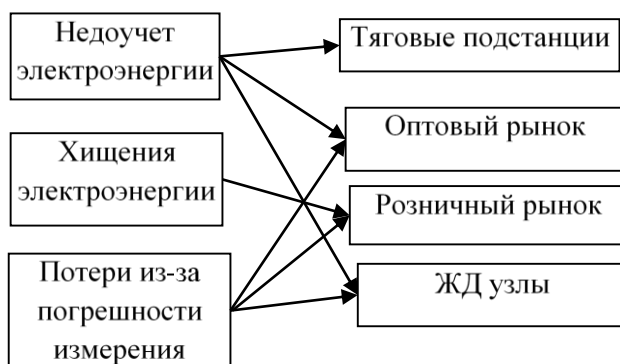 Недоучет
электроэнергии
Хищения
электроэнергии
Потери из-за
погрешности
измерения
Тяговые подстанции
Оптовый рынок
Розничный рынок
ЖД узлы